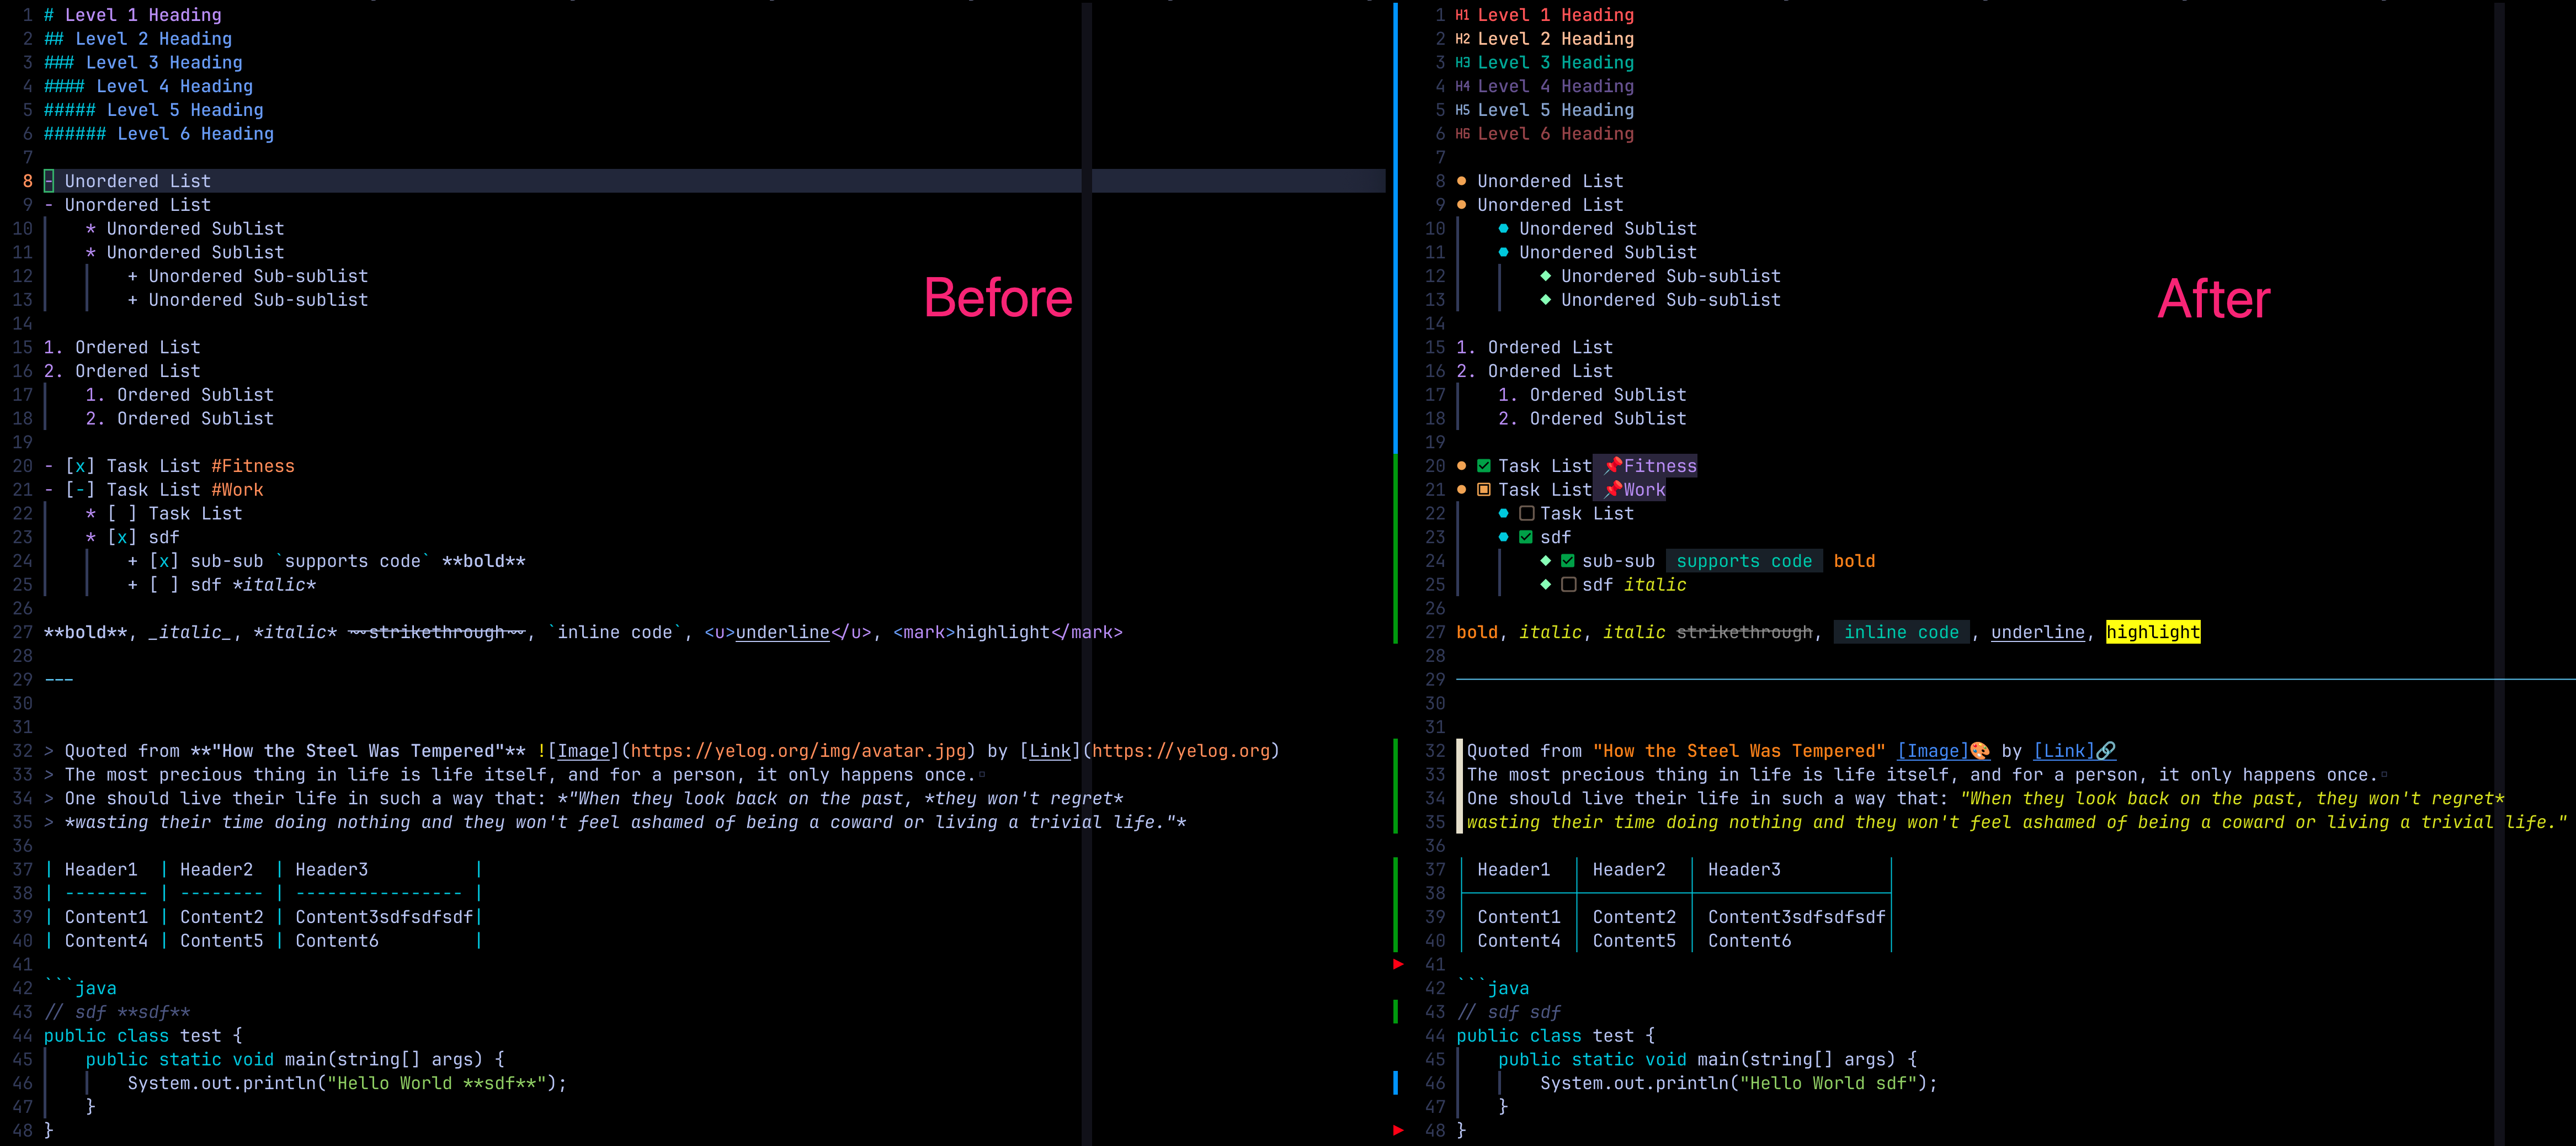 1 # Level 1 Heading
2 ## Level 2 Heading
3 ### Level 3 Heading
4 #### Level 4 Heading
5 ##### Level 5 Heading
6 ###### Level 6 Heading
7
8 - Unordered List
9 - Unordered List
10 * Unordered Sublist
11 * Unordered Sublist
12 + Unordered Sub-sublist
13 + Unordered Sub-sublist
14
15 1. Ordered List
16 2. Ordered List
17 1. Ordered Sublist
18 2. Ordered Sublist
19
20 - [x] Task List #Fitness
21 - [-] Task List #Work
22 * [ ] Task List
23 * [x] sdf
24 + [x] sub-sub `supports code` **bold**
25 + [ ] sdf *italic*
26
27 **bold**, _italic_, *italic* ~~strikethrough~~, `inline code`, <u>underline</u>, <mark>highlight</mark>
28
29 ---
30
31
32 > Quoted from **"How the Steel Was Tempered"** ![Image](https://yelog.org/img/avatar.jpg) by [Link](https://yelog.org)
33 > The most precious thing in life is life itself, and for a person, it only happens once.
34 > One should live their life in such a way that: *"When they look back on the past, *they won't regret*
35 > *wasting their time doing nothing and they won't feel ashamed of being a coward or living a trivial life."*
36
37 | Header1 | Header2 | Header3 |
38 | -------- | -------- | ---------------- |
39 | Content1 | Content2 | Content3sdfsdfsdf|
40 | Content4 | Content5 | Content6 |
41
42 ```java
43 // sdf **sdf**
44 public class test {
45 public static void main(string[] args) {
46 System.out.println("Hello World **sdf**");
47 }
48 }
Before
1 H1 Level 1 Heading
2 H2 Level 2 Heading
3 H3 Level 3 Heading
4 H4 Level 4 Heading
5 H5 Level 5 Heading
6 H6 Level 6 Heading
7
8 ● Unordered List
9 ● Unordered List
10 ⬢ Unordered Sublist
11 ⬢ Unordered Sublist
12 ◆ Unordered Sub-sublist
13 ◆ Unordered Sub-sublist
14
15 1. Ordered List
16 2. Ordered List
17 1. Ordered Sublist
18 2. Ordered Sublist
19
20 ● ✅ Task List 📌Fitness
21 ● Task List 📌Work
22 ⬢ Task List
23 ⬢ ✅ sdf
24 ◆ ✅ sub-sub supports code bold
25 ◆ sdf italic
26
27 bold, italic, italic strikethrough, inline code , underline, highlight
28
29
30
31
32 Quoted from "How the Steel Was Tempered" [Image]🎨 by [Link]🔗
33 The most precious thing in life is life itself, and for a person, it only happens once.
34 One should live their life in such a way that: "When they look back on the past, they won't regret*
35 wasting their time doing nothing and they won't feel ashamed of being a coward or living a trivial life."
36
37 │ Header1 │ Header2 │ Header3 │
38
39 │ Content1 │ Content2 │ Content3sdfsdfsdf│
40 │ Content4 │ Content5 │ Content6 │
41
42 ```java
43 // sdf sdf
44 public class test {
45 public static void main(string[] args) {
46 System.out.println("Hello World sdf");
47 }
48 }
After